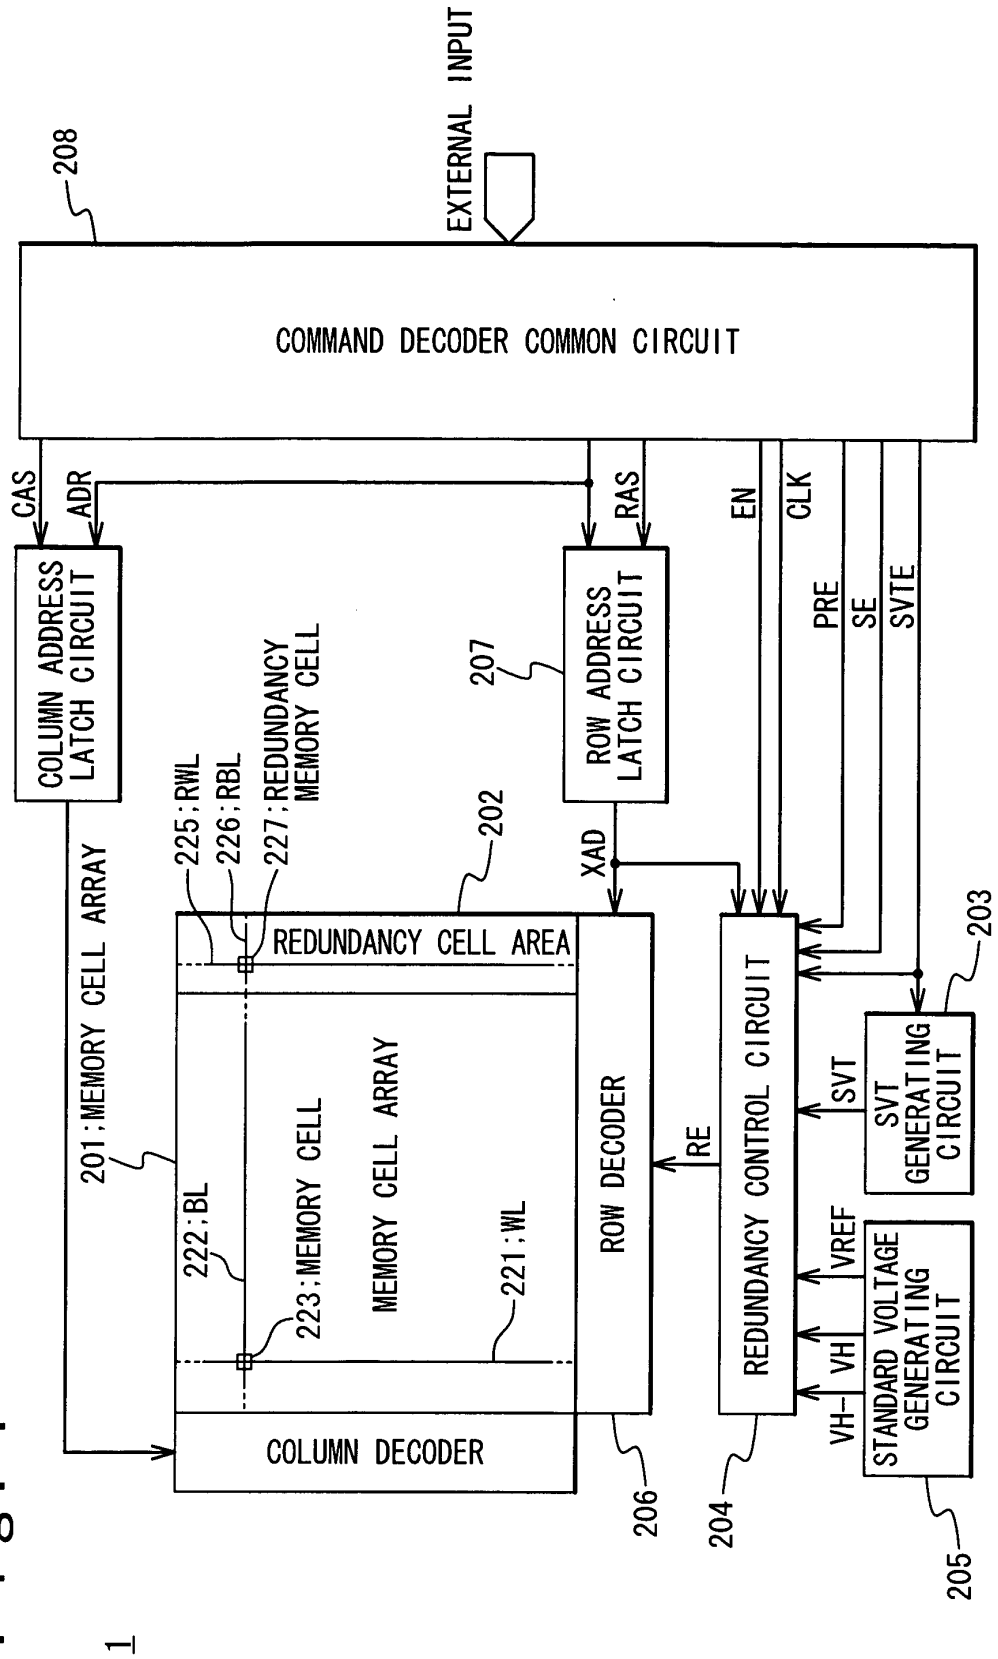 1
201;MEMORY CELL ARRAY
COLUMN ADDRESS
LATCH CIRCUIT
CAS
ADR
208
COMMAND DECODER COMMON CIRCUIT
EXTERNAL INPUT
222;BL
223;MEMORY CELL
MEMORY CELL ARRAY
221;WL
COLUMN DECODER
225;RWL
226;RBL
227;REDUNDANCY
MEMORY CELL
REDUNDANCY CELL AREA
202
206
ROW DECODER
XAD
207
ROW ADDRESS
LATCH CIRCUIT
RAS
RE
204
REDUNDANCY CONTROL CIRCUIT
EN
CLK
PRE
SE
SVTE
VH-
VH
VREF
SVT
205
STANDARD VOLTAGE
GENERATING
CIRCUIT
SVT
GENERATING
CIRCUIT
203